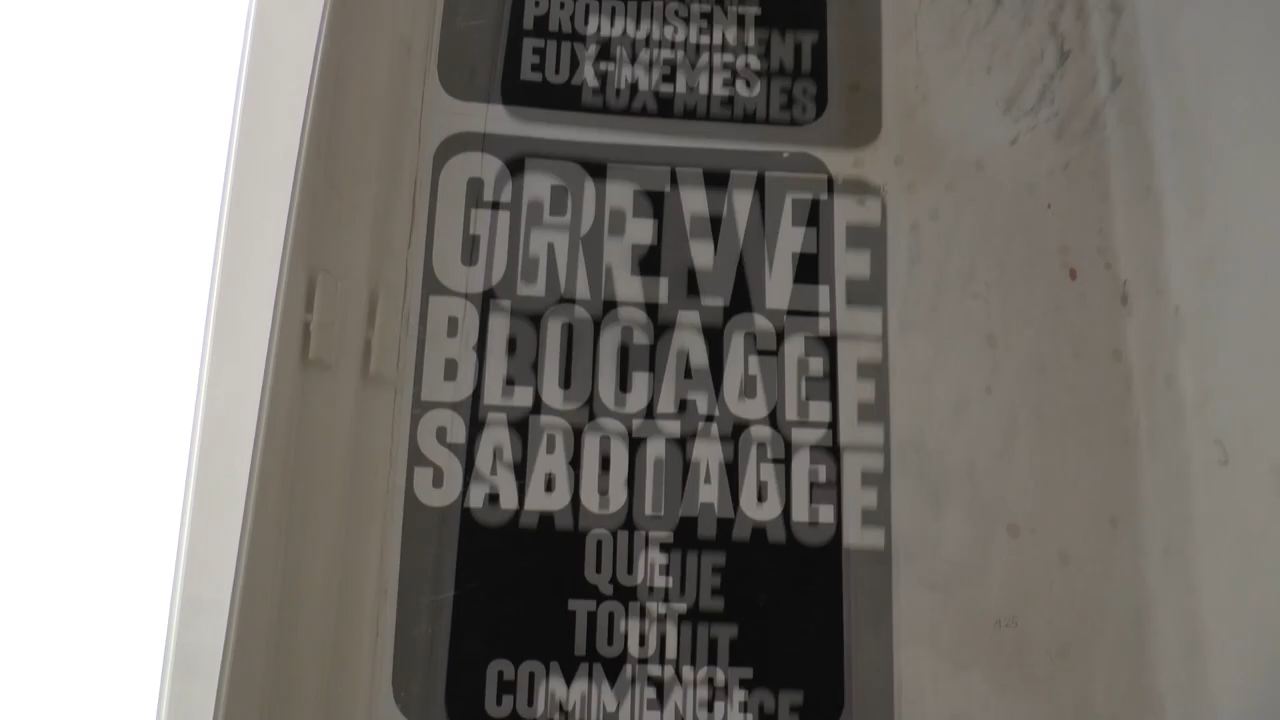 PRODUISENT
EUX-MEMES
GREVE
BLOCAGE
SABOTAGE
QUE
TOUT
COMMENCE